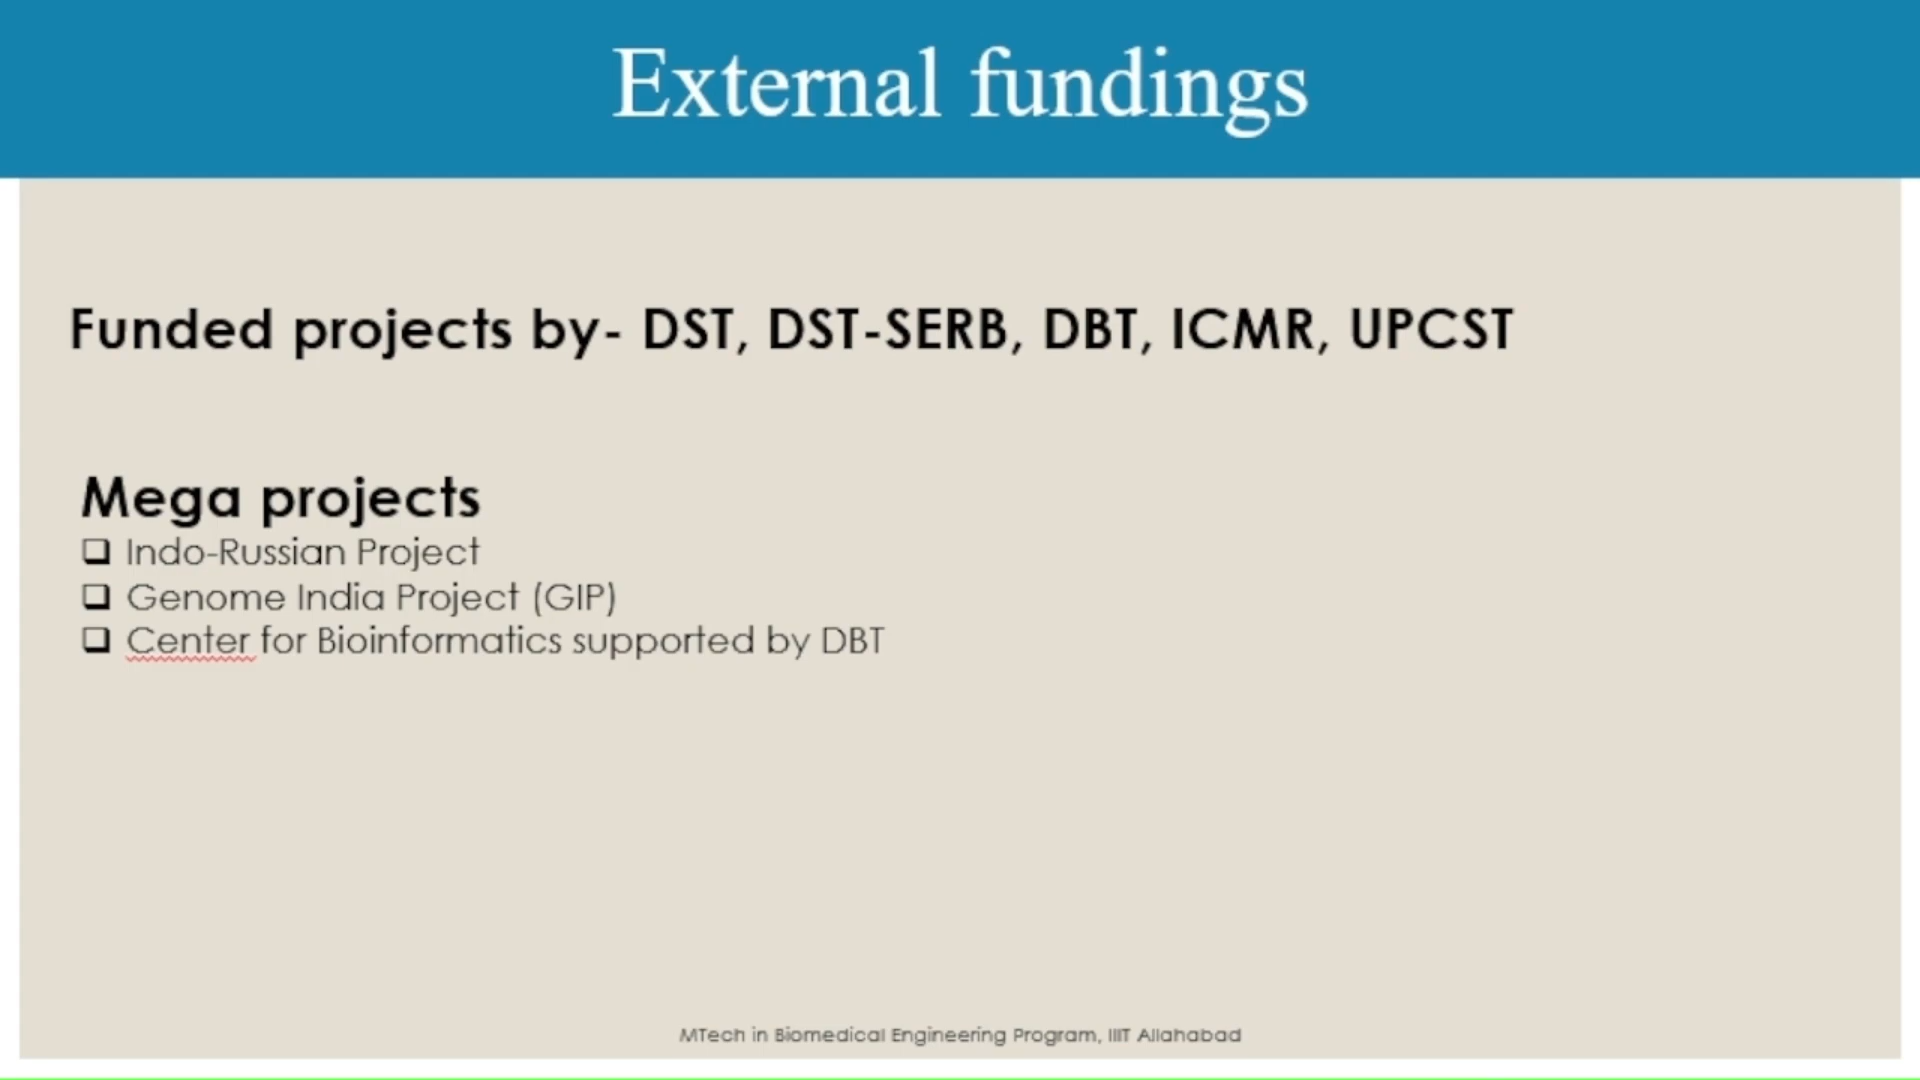 External fundings
Funded projects by- DST, DST-SERB, DBT, ICMR, UPCST
Mega projects
❑ Indo-Russian Project
❑ Genome India Project (GIP)
❑ Center for Bioinformatics supported by DBT
MTech in Biomedical Engineering Program, IIIT Allahabad